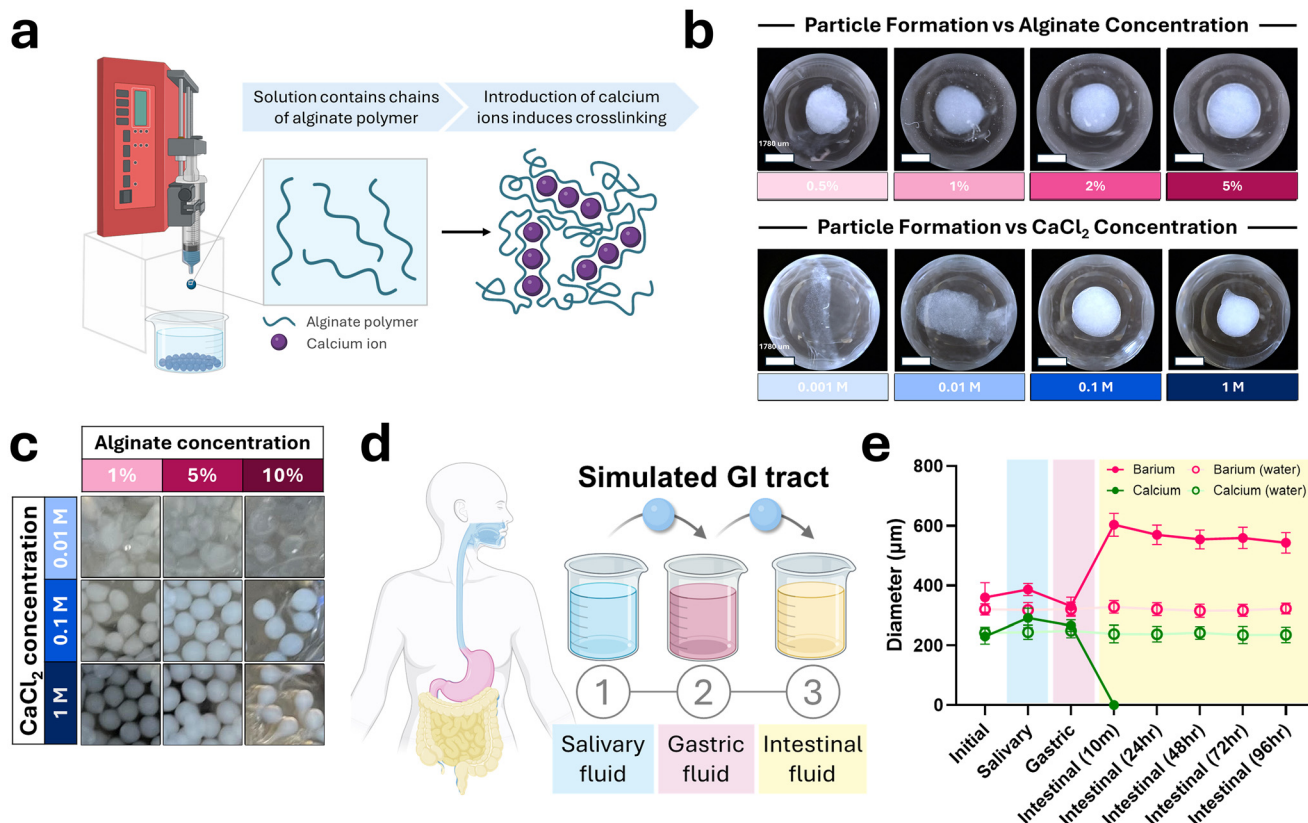 a
Solution contains chains
of alginate polymer
Introduction of calcium
ions induces crosslinking
Alginate polymer
Calcium ion
b
Particle Formation vs Alginate Concentration
1780 um
0.5%
1%
2%
5%
Particle Formation vs CaCl₂ Concentration
1780 um
0.001 M
0.01 M
0.1 M
1 M
c
Alginate concentration
1%
5%
10%
CaCl₂ concentration
0.01 M
0.1 M
1 M
d
Simulated GI tract
1
2
3
Salivary
fluid
Gastric
fluid
Intestinal
fluid
e
Barium
Barium (water)
Calcium
Calcium (water)
Diameter (µm)
800
600
400
200
0
Initial
Salivary
Gastric
Intestinal (10m)
Intestinal (24hr)
Intestinal (48hr)
Intestinal (72hr)
Intestinal (96hr)